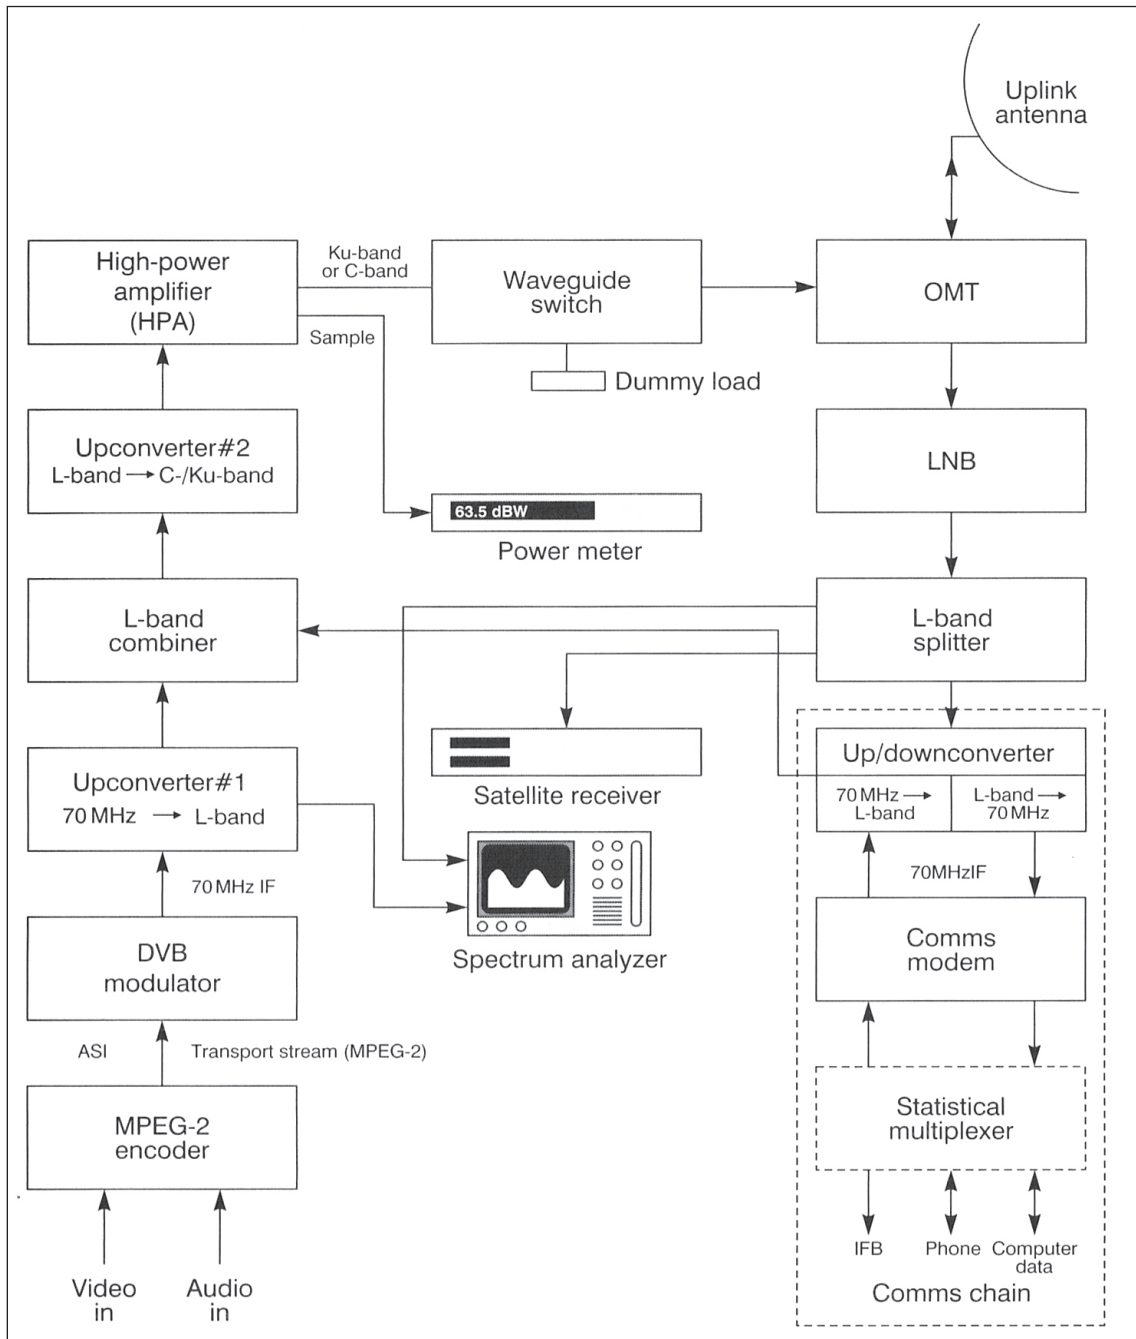 Uplink
antenna
High-power
amplifier
(HPA)
Ku-band
or C-band
Sample
Waveguide
switch
Dummy load
OMT
Upconverter#2
L-band → C-/Ku-band
63.5 dBW
Power meter
LNB
L-band
combiner
L-band
splitter
Upconverter#1
70 MHz → L-band
Satellite receiver
Up/downconverter
70 MHz →
L-band
L-band →
70 MHz
70 MHz IF
70MHzIF
DVB
modulator
Spectrum analyzer
Comms
modem
ASI
Transport stream (MPEG-2)
MPEG-2
encoder
Statistical
multiplexer
Video
in
Audio
in
IFB
Phone
Computer
data
Comms chain